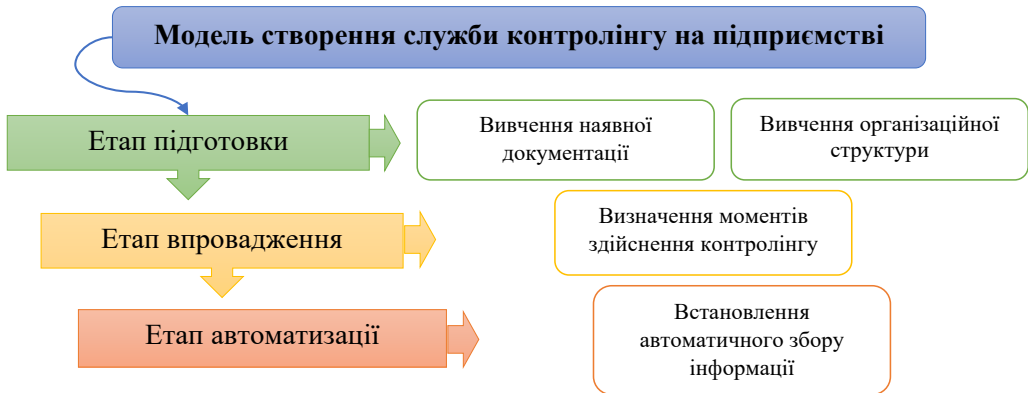 Модель створення служби контролінгу на підприємстві
Етап підготовки
Вивчення наявної
документації
Вивчення організаційної
структури
Етап впровадження
Визначення моментів
здійснення контролінгу
Етап автоматизації
Встановлення
автоматичного збору
інформації